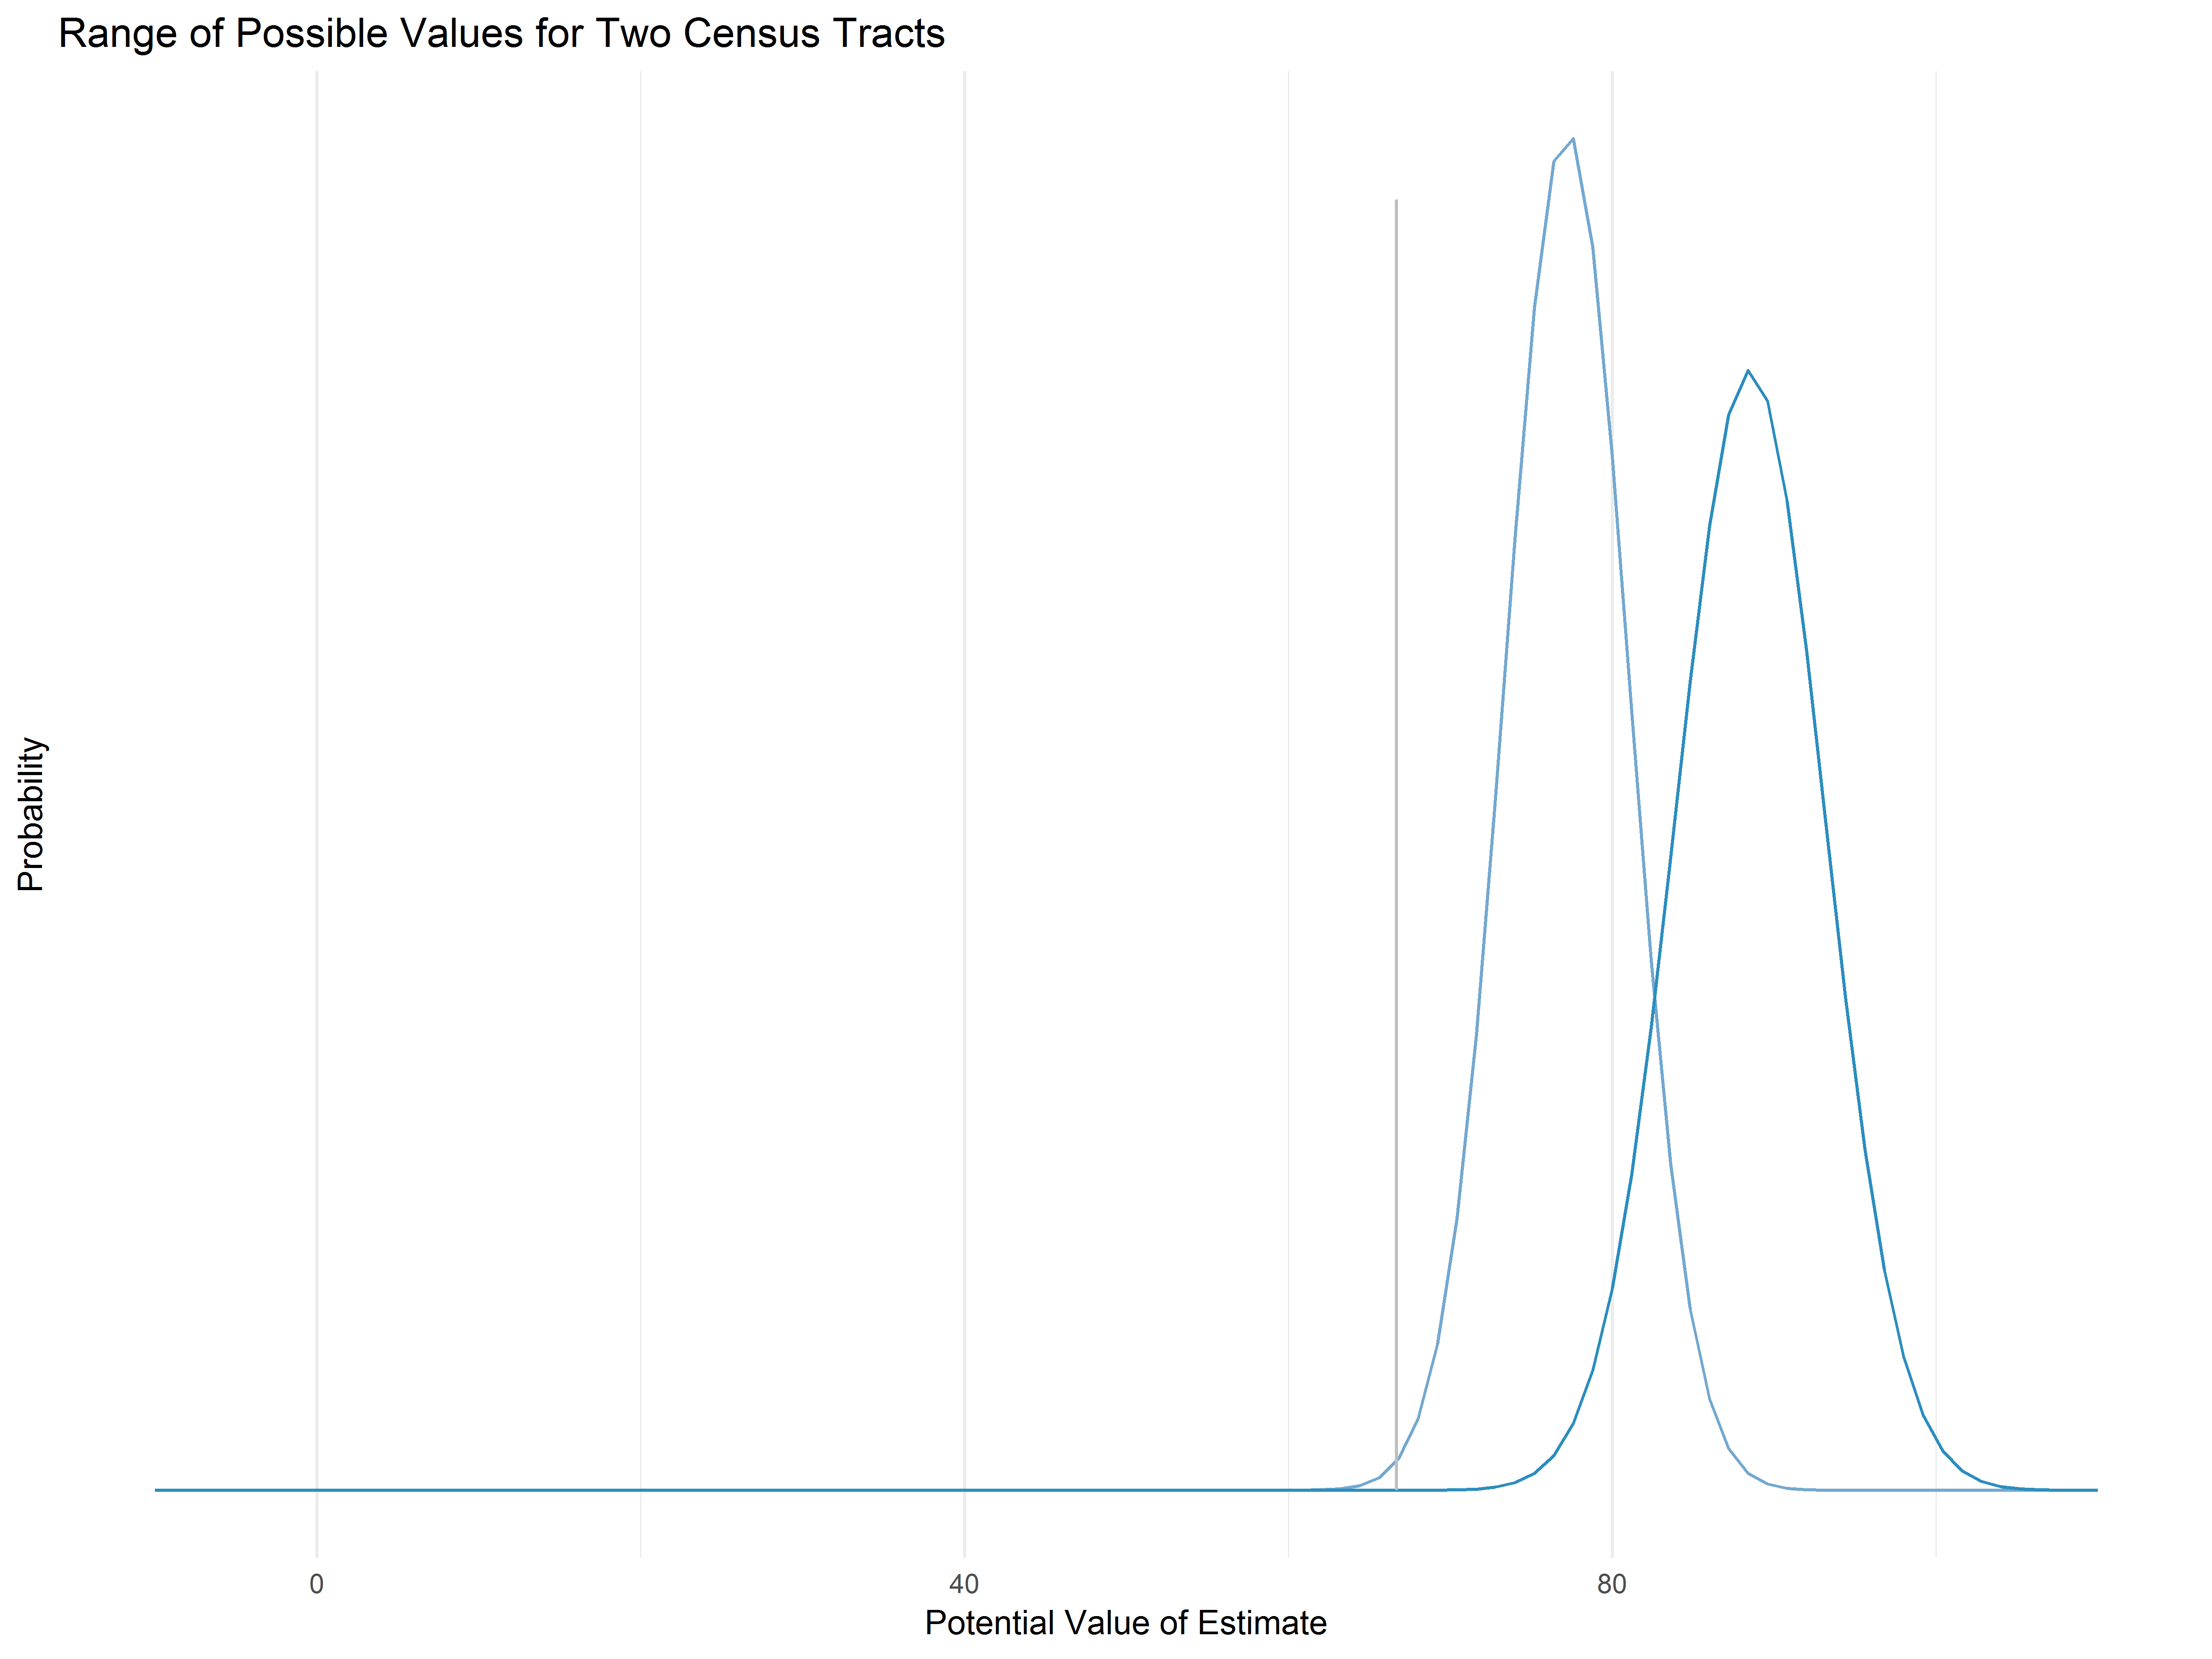 Range of Possible Values for Two Census Tracts
Probability
0 40 80
Potential Value of Estimate